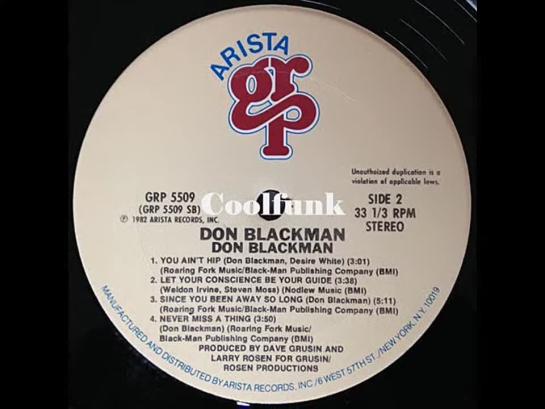 ARISTA
grp
Unauthorized duplication is a
violation of applicable laws.
GRP 5509
(GRP 5509 SB)
℗ 1982 ARISTA RECORDS, INC.
SIDE 2
33 1/3 RPM
STEREO
Coolfunk
DON BLACKMAN
DON BLACKMAN
1. YOU AIN'T HIP (Don Blackman, Desire White) (3:01)
(Roaring Fork Music/Black-Man Publishing Company (BMI)
2. LET YOUR CONSCIENCE BE YOUR GUIDE (3:38)
(Weldon Irvine, Steven Moss) (Nodlew Music (BMI)
3. SINCE YOU BEEN AWAY SO LONG (Don Blackman) (5:11)
(Roaring Fork Music/Black-Man Publishing Company (BMI)
4. NEVER MISS A THING (3:50)
(Don Blackman) (Roaring Fork Music/
Black-Man Publishing Company (BMI)
PRODUCED BY DAVE GRUSIN AND
LARRY ROSEN FOR GRUSIN/
ROSEN PRODUCTIONS
MANUFACTURED AND DISTRIBUTED BY ARISTA RECORDS, INC./6 WEST 57TH ST./NEW YORK, N.Y. 10019